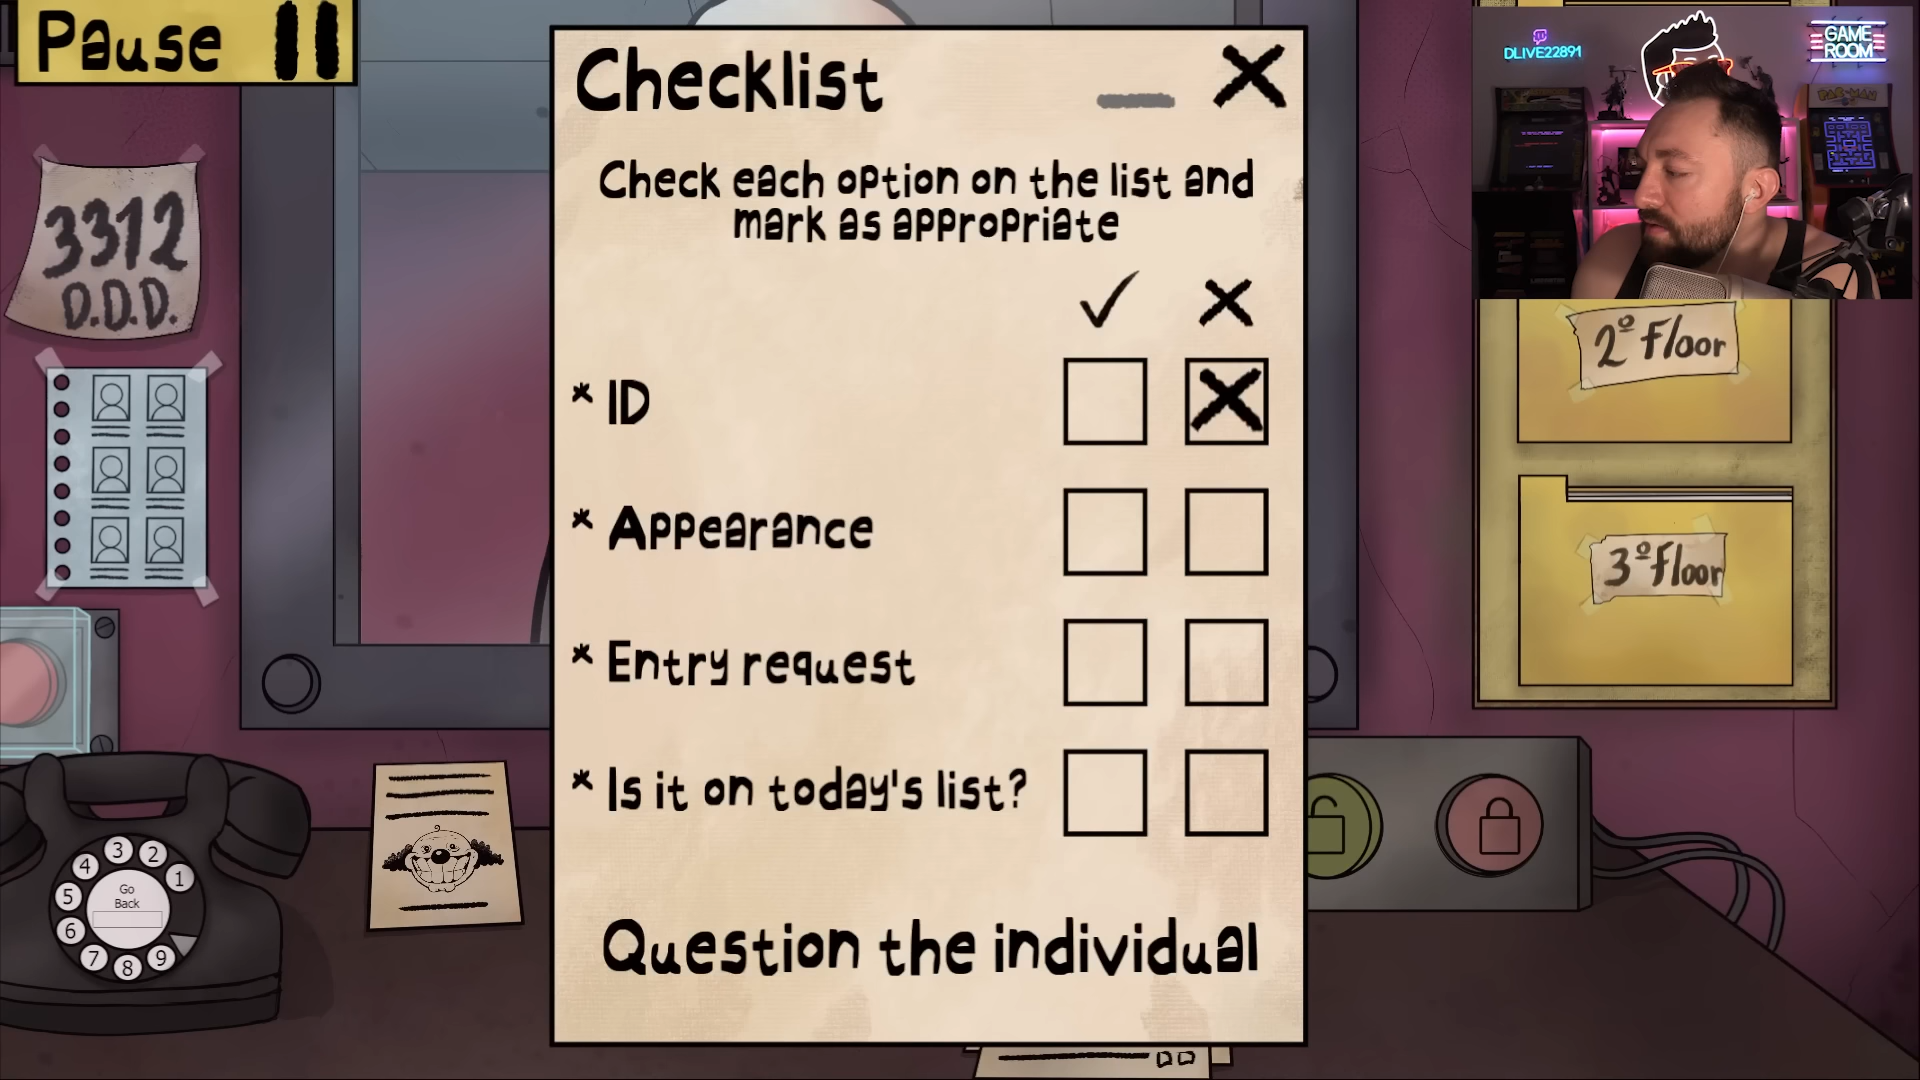 Pause
Checklist
Check each option on the list and
mark as appropriate
* ID
* Appearance
* Entry request
* Is it on today's list?
Question the individual
3312
D.D.D.
2º Floor
3º Floor
3
2
4
1
5
6
7
8
9
Go
Back
DLIVE22891
GAME
ROOM
PAC-MAN